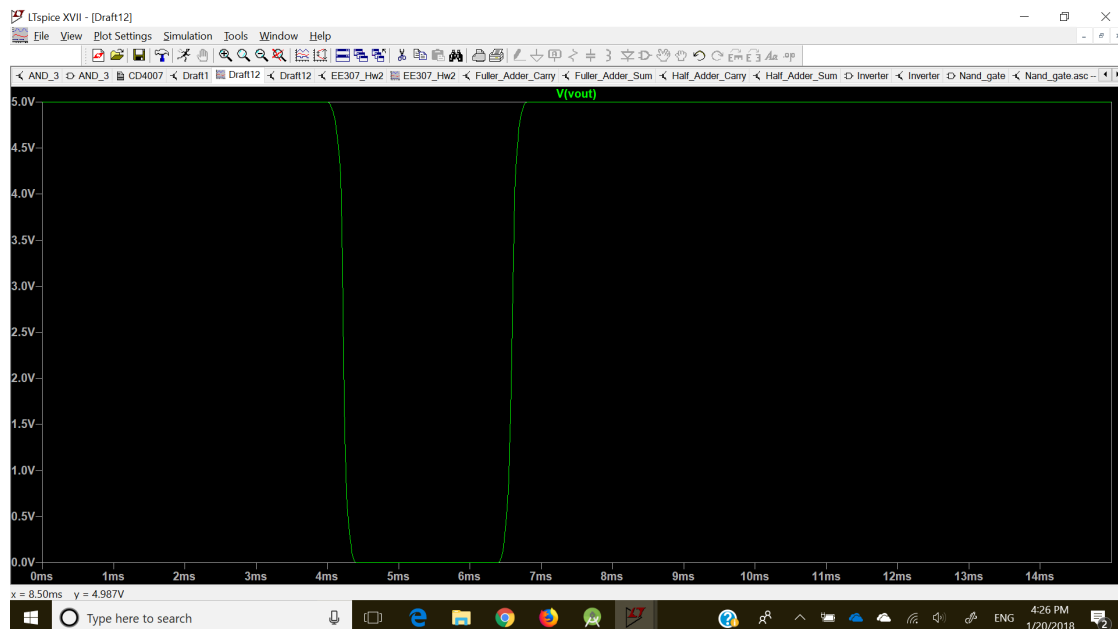 LTspice XVII - [Draft12]
File View Plot Settings Simulation Tools Window Help
AND_3 AND_3 CD4007 Draft1 Draft12 Draft12 EE307_Hw2 EE307_Hw2 Fuller_Adder_Carry Fuller_Adder_Sum Half_Adder_Carry Half_Adder_Sum Inverter Inverter Nand_gate Nand_gate.asc --
V(vout)
5.0V
4.5V
4.0V
3.5V
3.0V
2.5V
2.0V
1.5V
1.0V
0.5V
0.0V
0ms 1ms 2ms 3ms 4ms 5ms 6ms 7ms 8ms 9ms 10ms 11ms 12ms 13ms 14ms
x = 8.50ms y = 4.987V
Type here to search
ENG
4:26 PM
1/20/2018
2